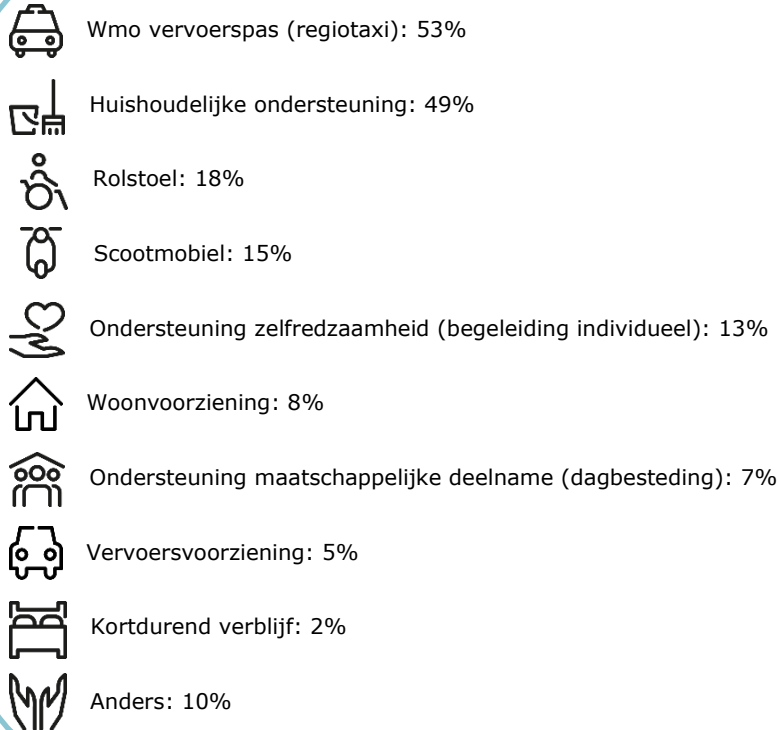 Wmo vervoerspas (regiotaxi): 53%
Huishoudelijke ondersteuning: 49%
Rolstoel: 18%
Scootmobiel: 15%
Ondersteuning zelfredzaamheid (begeleiding individueel): 13%
Woonvoorziening: 8%
Ondersteuning maatschappelijke deelname (dagbesteding): 7%
Vervoersvoorziening: 5%
Kortdurend verblijf: 2%
Anders: 10%